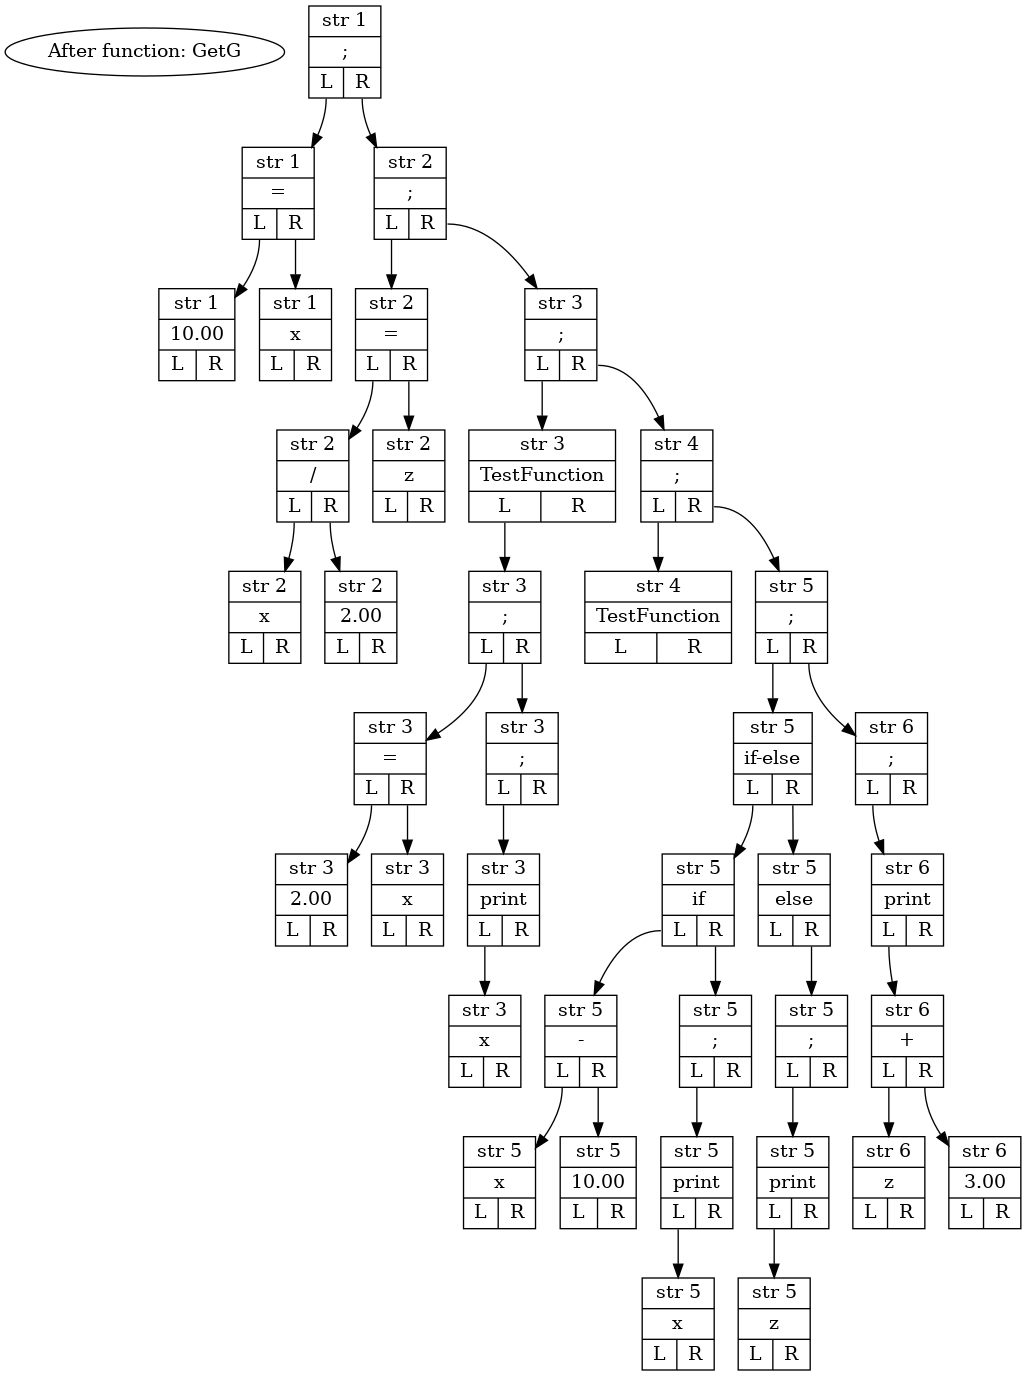 After function: GetG
str 1
;
L R
str 1
=
L R
str 2
;
L R
str 1
10.00
L R
str 1
x
L R
str 2
=
L R
str 3
;
L R
str 2
/
L R
str 2
z
L R
str 3
TestFunction
L R
str 4
;
L R
str 2
x
L R
str 2
2.00
L R
str 3
;
L R
str 4
TestFunction
L R
str 5
;
L R
str 3
=
L R
str 3
;
L R
str 5
if-else
L R
str 6
;
L R
str 3
2.00
L R
str 3
x
L R
str 3
print
L R
str 5
if
L R
str 5
else
L R
str 6
print
L R
str 3
x
L R
str 5
-
L R
str 5
;
L R
str 5
;
L R
str 6
+
L R
str 5
x
L R
str 5
10.00
L R
str 5
print
L R
str 5
print
L R
str 6
z
L R
str 6
3.00
L R
str 5
x
L R
str 5
z
L R